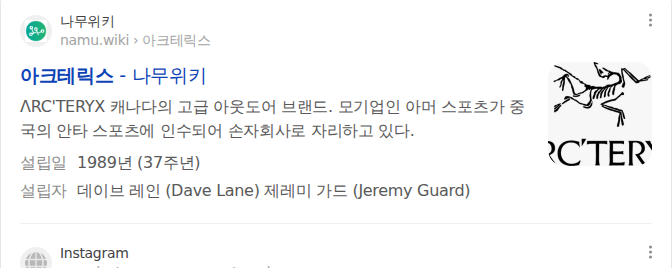 나무위키
namu.wiki › 아크테릭스
아크테릭스 - 나무위키
ΛRC'TERYX 캐나다의 고급 아웃도어 브랜드. 모기업인 아머 스포츠가 중
국의 안타 스포츠에 인수되어 손자회사로 자리하고 있다.
RC'TERY
설립일 1989년 (37주년)
설립자 데이브 레인 (Dave Lane) 제레미 가드 (Jeremy Guard)
Instagram